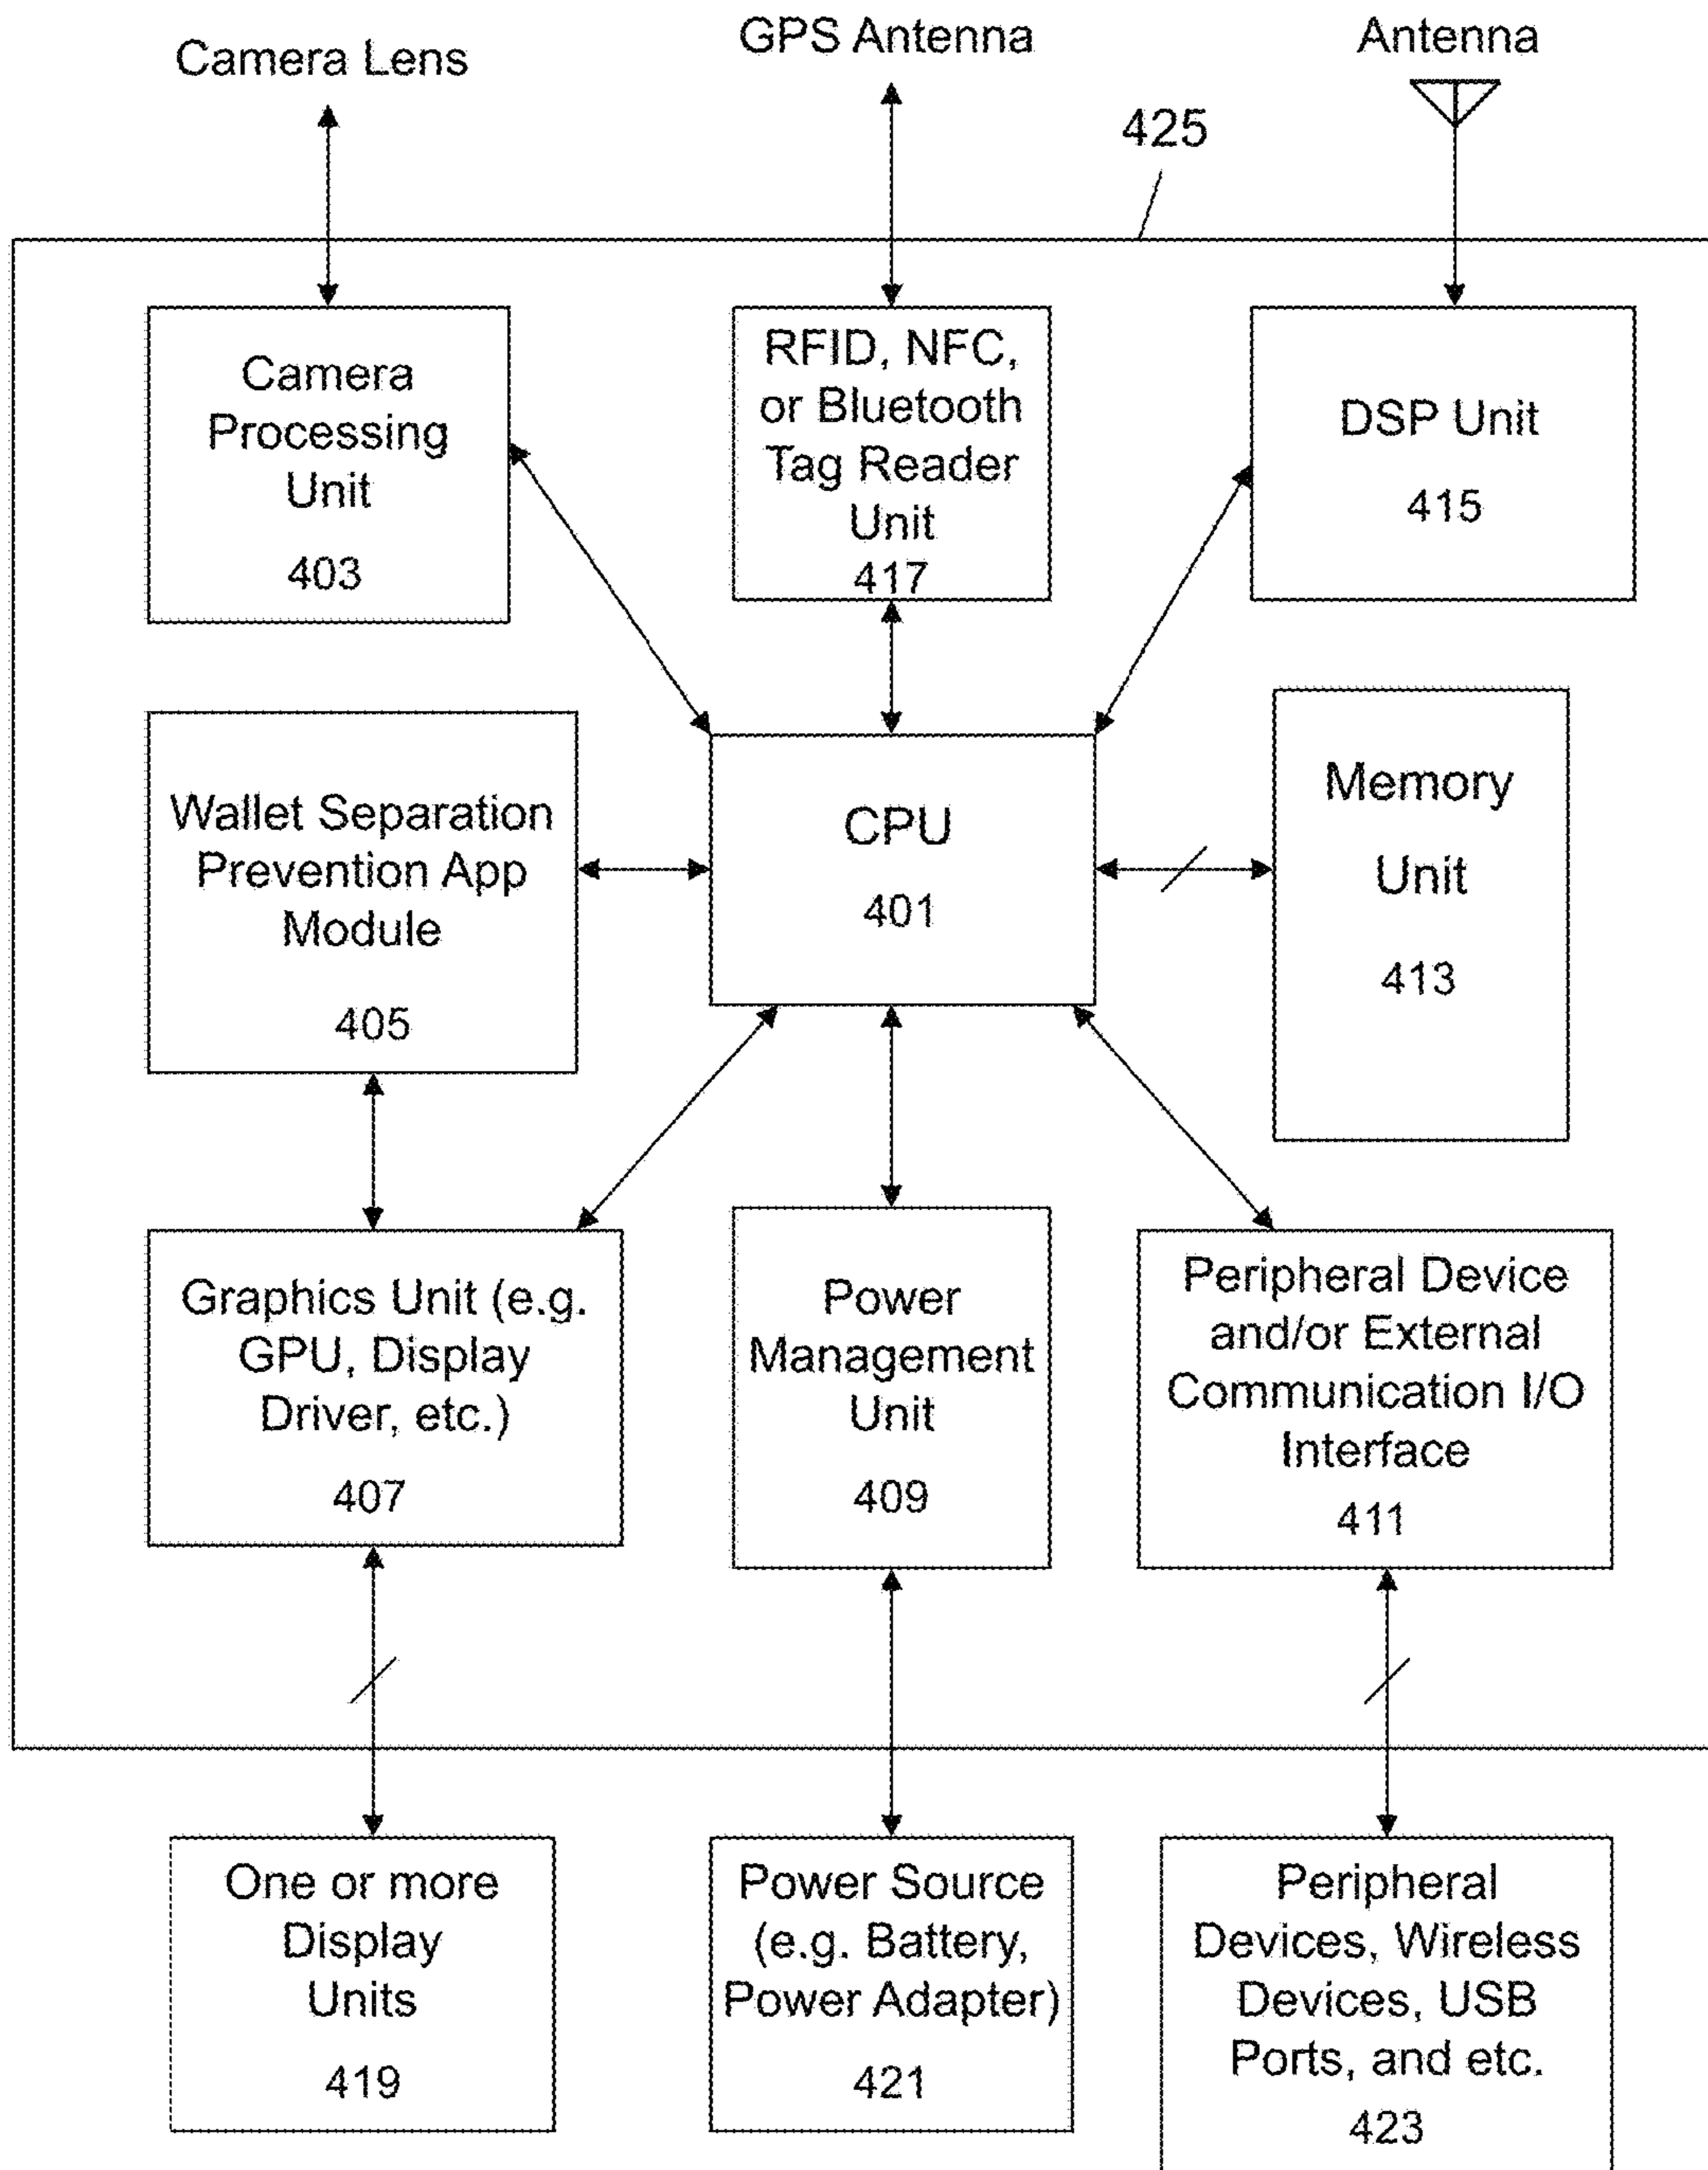 Camera Lens
GPS Antenna
Antenna
425
Camera
Processing
Unit
403
RFID, NFC,
or Bluetooth
Tag Reader
Unit
417
DSP Unit
415
Wallet Separation
Prevention App
Module
405
CPU
401
Memory
Unit
413
Graphics Unit (e.g.
GPU, Display
Driver, etc.)
407
Power
Management
Unit
409
Peripheral Device
and/or External
Communication I/O
Interface
411
One or more
Display
Units
419
Power Source
(e.g. Battery,
Power Adapter)
421
Peripheral
Devices, Wireless
Devices, USB
Ports, and etc.
423